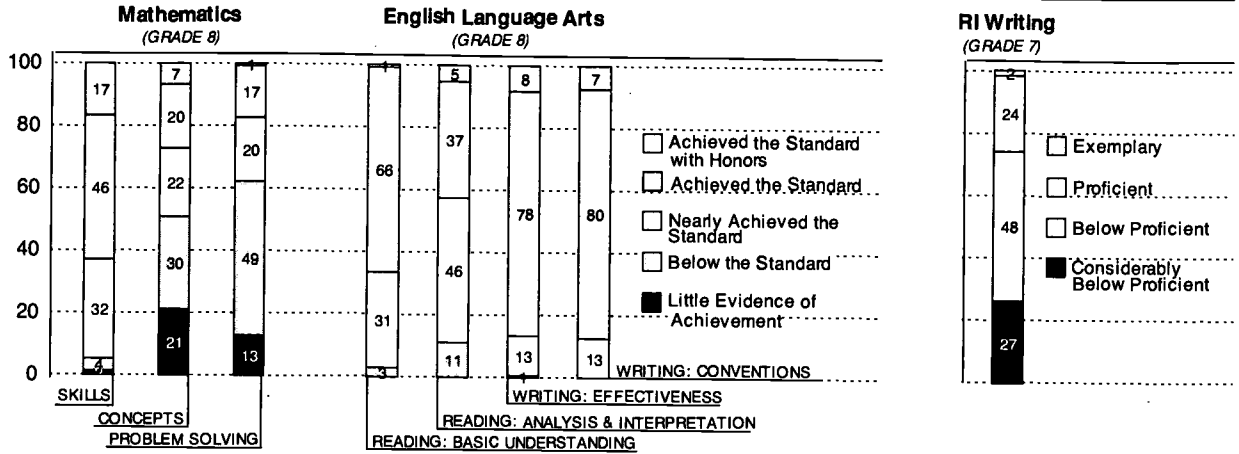 Mathematics
(GRADE 8)
English Language Arts
(GRADE 8)
RI Writing
(GRADE 7)
100
80
60
40
20
0
17
46
32
4
7
20
22
30
21
1
17
20
49
13
1
66
31
3
5
37
46
11
8
78
13
1
7
80
13
Achieved the Standard
with Honors
Achieved the Standard
Nearly Achieved the
Standard
Below the Standard
Little Evidence of
Achievement
2
24
48
27
Exemplary
Proficient
Below Proficient
Considerably
Below Proficient
SKILLS
CONCEPTS
PROBLEM SOLVING
WRITING: CONVENTIONS
WRITING: EFFECTIVENESS
READING: ANALYSIS & INTERPRETATION
READING: BASIC UNDERSTANDING